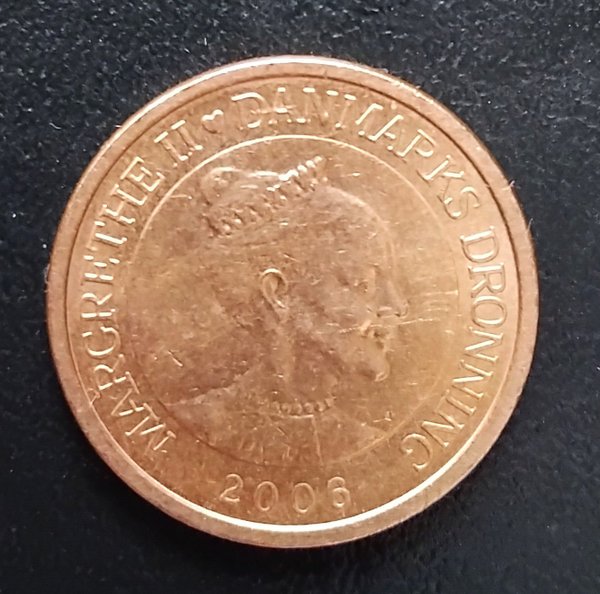 MARGRETHE II ♥ DANMARKS DRONNING
2006